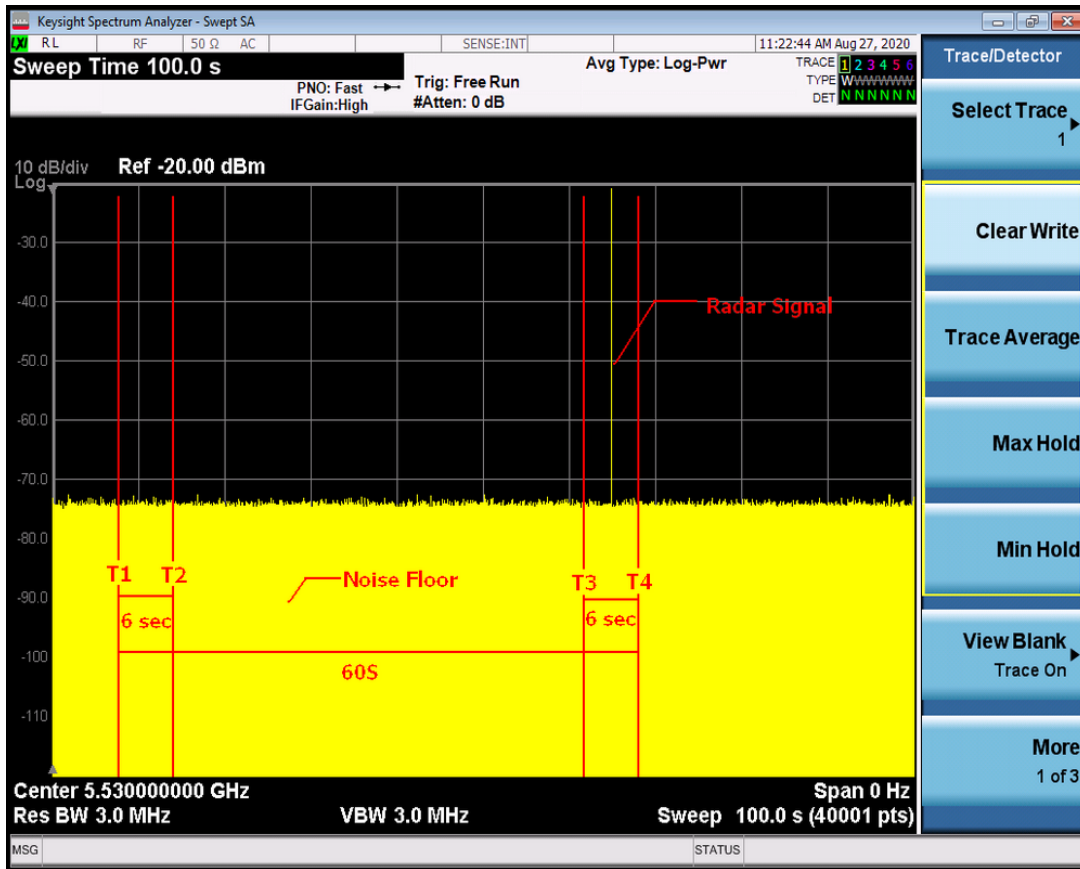 Keysight Spectrum Analyzer - Swept SA
LXI RL RF 50 Ω AC SENSE:INT 11:22:44 AM Aug 27, 2020
Sweep Time 100.0 s
PNO: Fast
IFGain:High
Trig: Free Run
#Atten: 0 dB
Avg Type: Log-Pwr
TRACE 1 2 3 4 5 6
TYPE WWWWWW
DET N N N N N N
10 dB/div Ref -20.00 dBm
Log
-30.0
-40.0
-50.0
-60.0
-70.0
-80.0
-90.0
-100
-110
Radar Signal
T1 T2
Noise Floor
T3 T4
6 sec
6 sec
60S
Center 5.530000000 GHz Span 0 Hz
Res BW 3.0 MHz VBW 3.0 MHz Sweep 100.0 s (40001 pts)
MSG STATUS
Trace/Detector
Select Trace
1
Clear Write
Trace Average
Max Hold
Min Hold
View Blank
Trace On
More
1 of 3